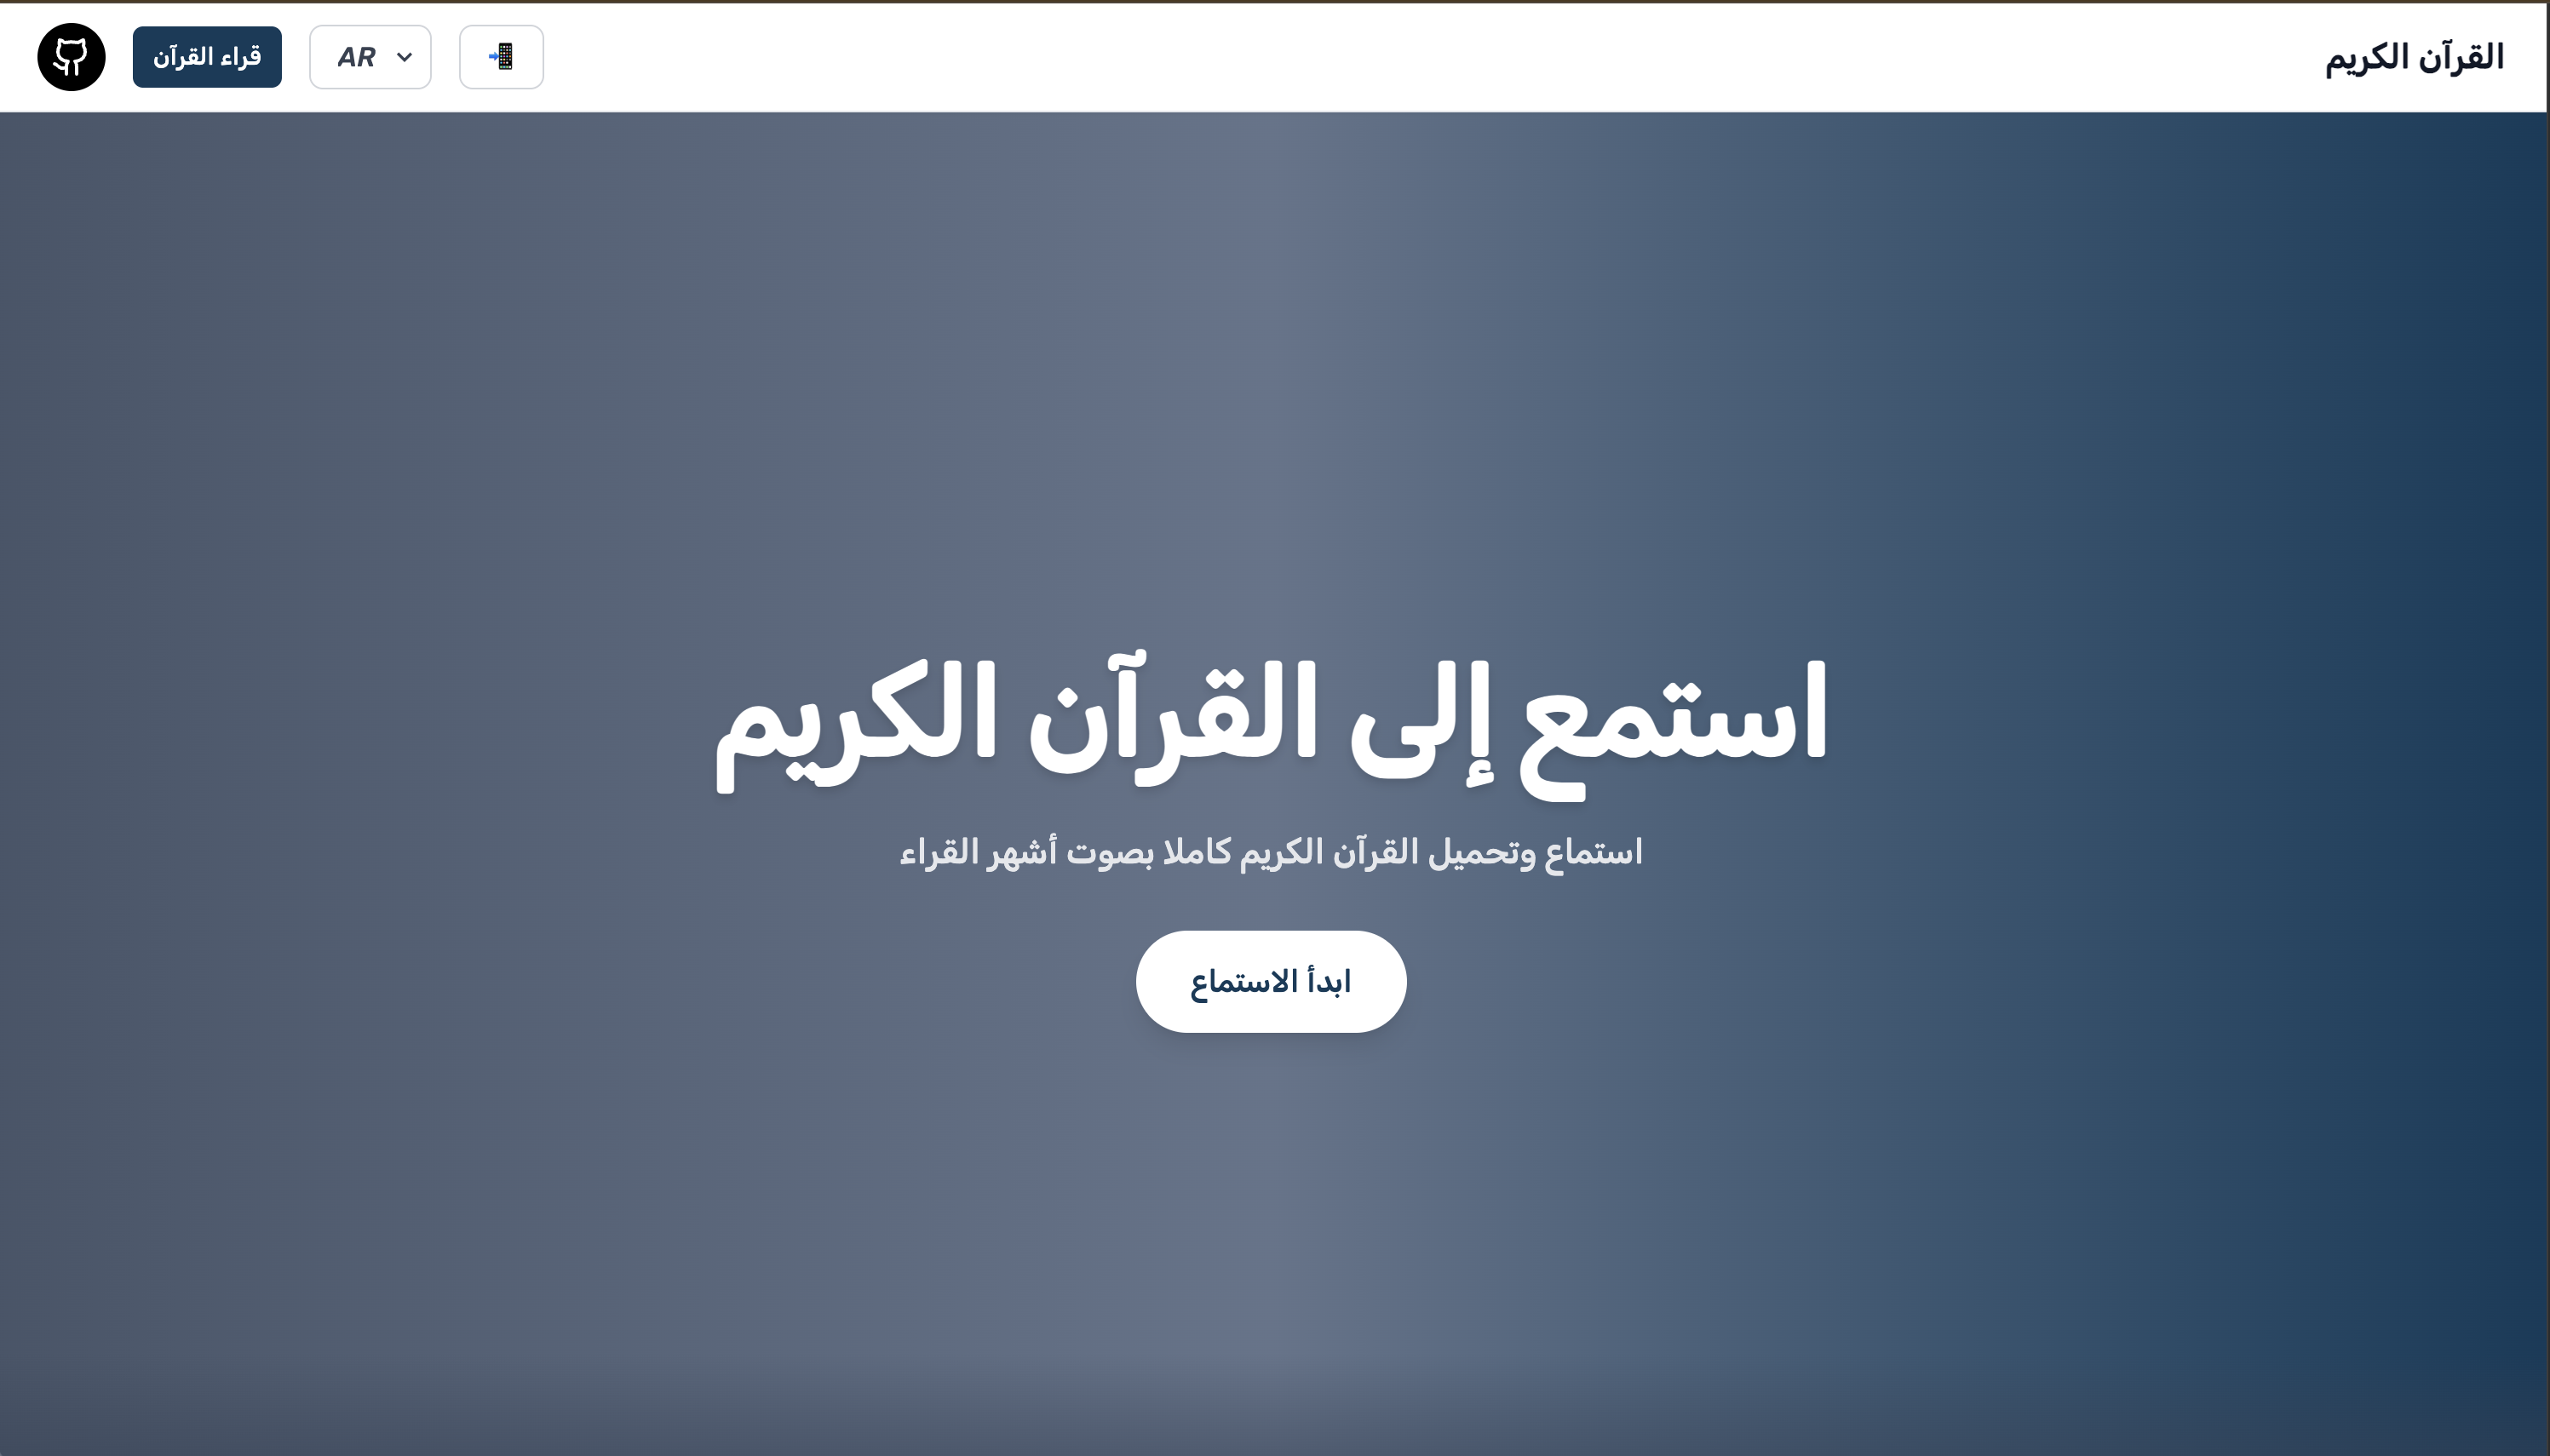 القرآن الكريم
AR
قراء القرآن
استمع إلى القرآن الكريم
استماع وتحميل القرآن الكريم كاملا بصوت أشهر القراء
ابدأ الاستماع